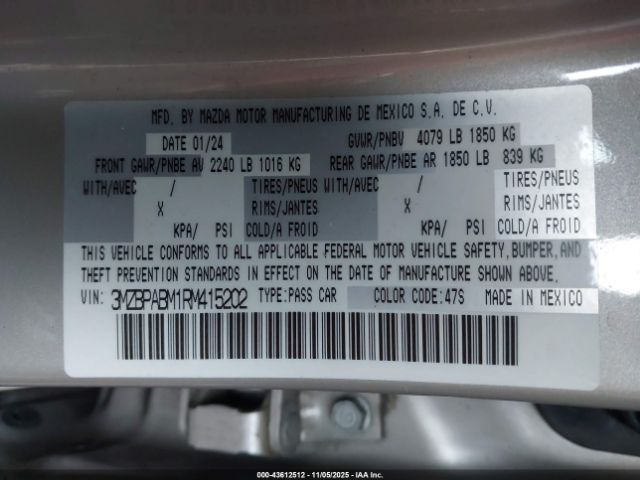 MFD. BY MAZDA MOTOR MANUFACTURING DE MEXICO S.A. DE C.V.
DATE 01/24 GVWR/PNBV 4079 LB 1850 KG
FRONT GAWR/PNBE AV 2240 LB 1016 KG REAR GAWR/PNBE AR 1850 LB 839 KG
WITH/AVEC / TIRES/PNEUS WITH/AVEC / TIRES/PNEUS
X RIMS/JANTES X RIMS/JANTES
KPA/ PSI COLD/A FROID KPA/ PSI COLD/A FROID
THIS VEHICLE CONFORMS TO ALL APPLICABLE FEDERAL MOTOR VEHICLE SAFETY, BUMPER, AND
THEFT PREVENTION STANDARDS IN EFFECT ON THE DATE OF MANUFACTURE SHOWN ABOVE.
VIN: 3MZBPABM1RM415202 TYPE:PASS CAR COLOR CODE:47S MADE IN MEXICO
000-43612512 - 11/05/2025 - IAA Inc.